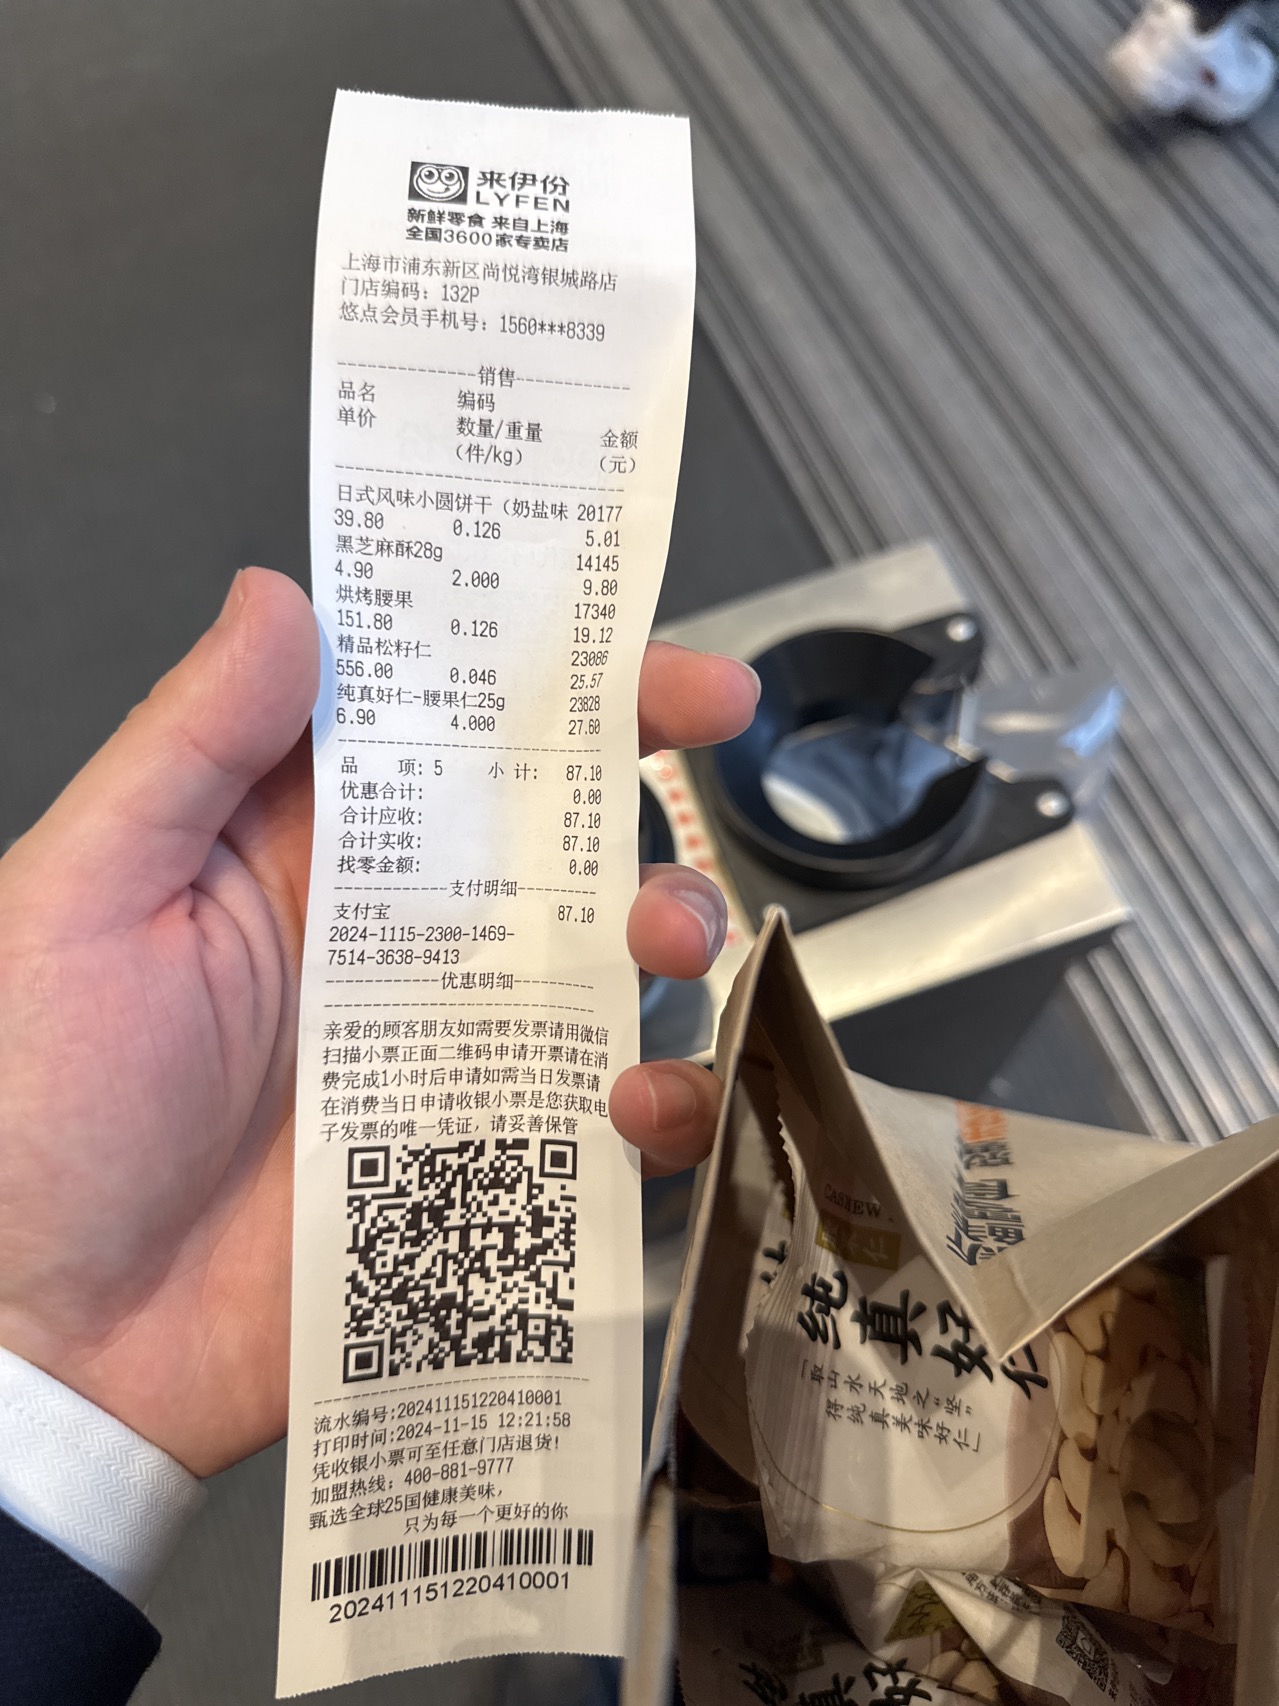 来伊份
LYFEN
新鲜零食 来自上海
全国3600家专卖店
上海市浦东新区尚悦湾银城路店
门店编码：132P
悠点会员手机号：1560***8339
---------------销售------------
品名 编码
单价 数量/重量 金额
(件/kg) (元)
日式风味小圆饼干（奶盐味 20177
39.80 0.126 5.01
黑芝麻酥28g 14145
4.90 2.000 9.80
烘烤腰果 17340
151.80 0.126 19.12
精品松籽仁 23086
556.00 0.046 25.57
纯真好仁-腰果仁25g 23828
6.90 4.000 27.60
品 项: 5 小 计: 87.10
优惠合计: 0.00
合计应收: 87.10
合计实收: 87.10
找零金额: 0.00
------------支付明细---------
支付宝 87.10
2024-1115-2300-1469-
7514-3638-9413
------------优惠明细---------
亲爱的顾客朋友如需要发票请用微信
扫描小票正面二维码申请开票请在消
费完成1小时后申请如需当日发票请
在消费当日申请收银小票是您获取电
子发票的唯一凭证，请妥善保管
流水编号:202411151220410001
打印时间:2024-11-15 12:21:58
凭收银小票可至任意门店退货!
加盟热线：400-881-9777
甄选全球25国健康美味，
只为每一个更好的你
202411151220410001
CASHEW
纯真好仁
「取山水天地之“坚”
得纯真美味好仁」